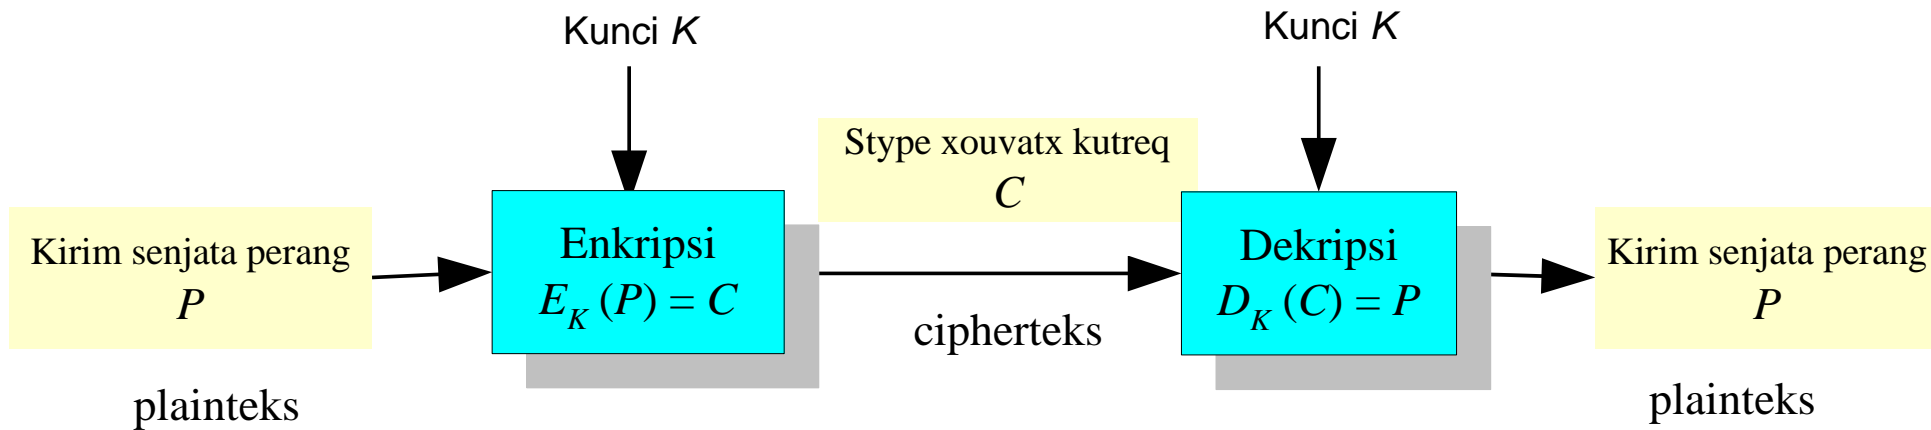 Kunci K
Kunci K
Stype xouvatx kutreq
C
Kirim senjata perang
P
Enkripsi
E_K (P) = C
Dekripsi
D_K (C) = P
Kirim senjata perang
P
cipherteks
plainteks
plainteks